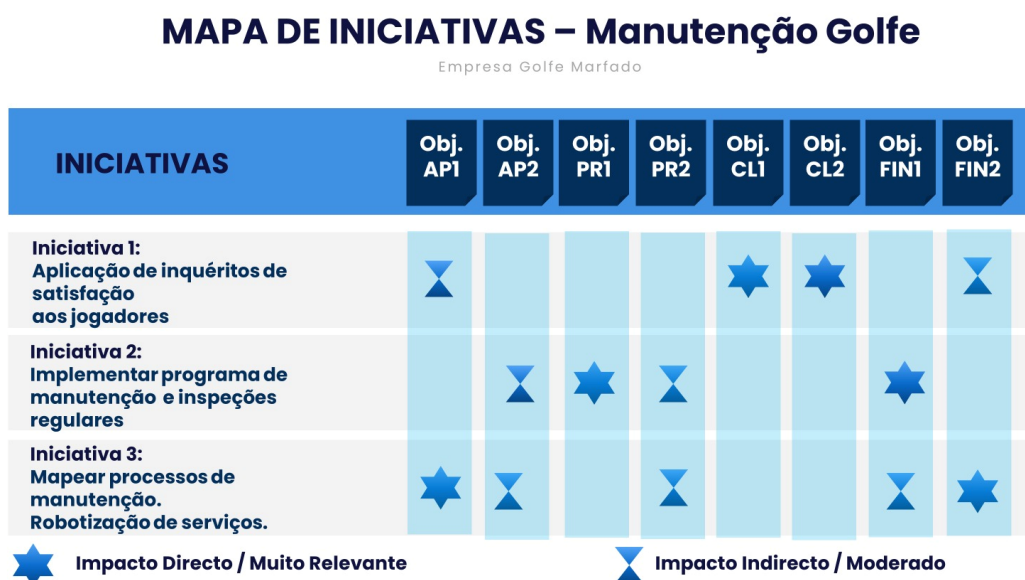 MAPA DE INICIATIVAS – Manutenção Golfe
Empresa Golfe Marfado
INICIATIVAS
Obj. AP1
Obj. AP2
Obj. PR1
Obj. PR2
Obj. CL1
Obj. CL2
Obj. FIN1
Obj. FIN2
Iniciativa 1:
Aplicação de inquéritos de
satisfação
aos jogadores
Iniciativa 2:
Implementar programa de
manutenção e inspeções
regulares
Iniciativa 3:
Mapear processos de
manutenção.
Robotização de serviços.
Impacto Directo / Muito Relevante
Impacto Indirecto / Moderado